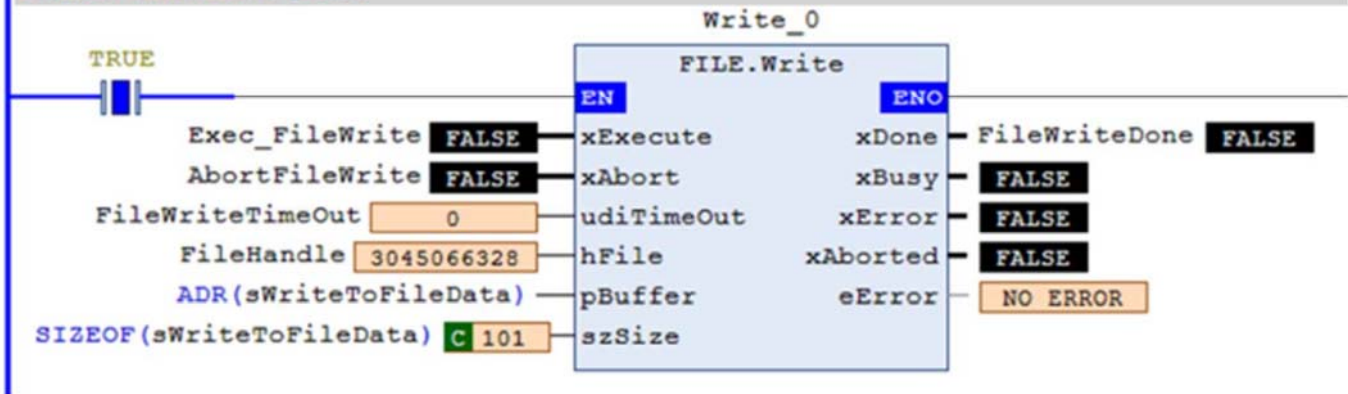 Write_0
TRUE
FILE.Write
EN ENO
Exec_FileWrite FALSE xExecute xDone FileWriteDone FALSE
AbortFileWrite FALSE xAbort xBusy FALSE
FileWriteTimeOut 0 udiTimeOut xError FALSE
FileHandle 3045066328 hFile xAborted FALSE
ADR(sWriteToFileData) pBuffer eError NO ERROR
SIZEOF(sWriteToFileData) C 101 szSize